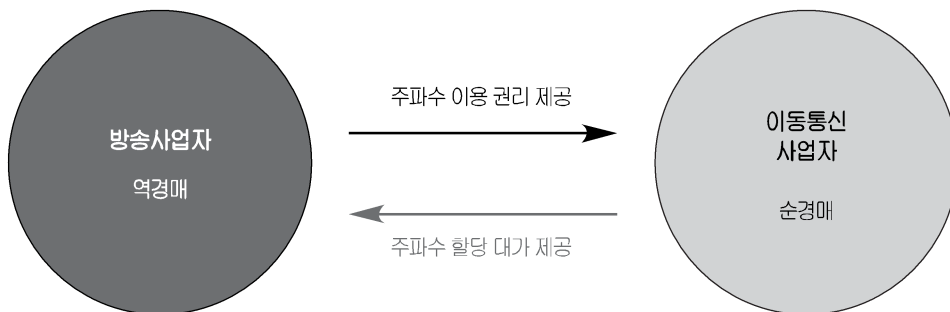 방송사업자
역경매
주파수 이용 권리 제공
주파수 할당 대가 제공
이동통신
사업자
순경매